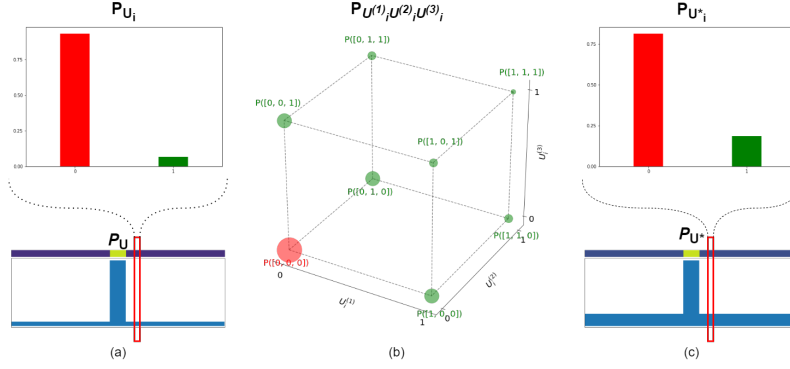 P_{U_i}
0.75
0.50
0.25
0.00
0
1
P_U
(a)
P_{U^{(1)}_i U^{(2)}_i U^{(3)}_i}
P([0, 1, 1])
P([1, 1, 1])
P([0, 0, 1])
P([1, 0, 1])
P([0, 1, 0])
P([1, 1, 0])
P([0, 0, 0])
P([1, 0, 0])
1
U_i^{(3)}
0
1
U_i^{(2)}
0
0
U_i^{(1)}
1
(b)
P_{U*_i}
0.75
0.50
0.25
0.00
0
1
P_{U*}
(c)